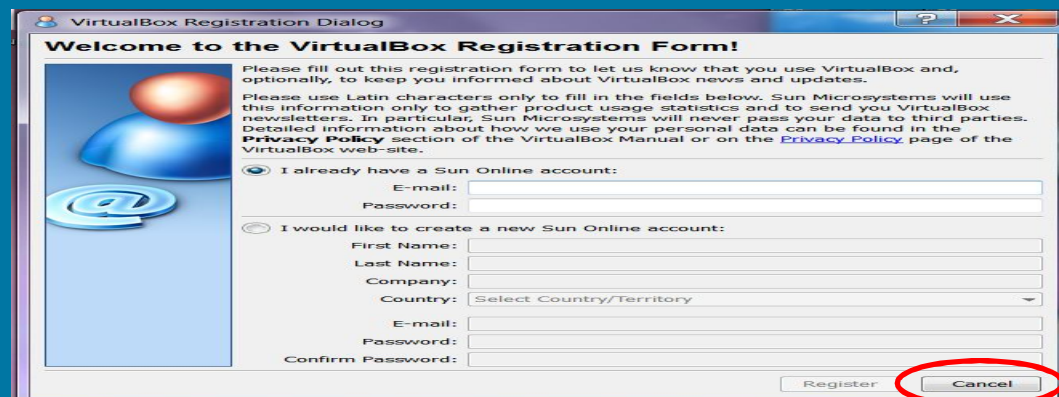 VirtualBox Registration Dialog
Welcome to the VirtualBox Registration Form!
Please fill out this registration form to let us know that you use VirtualBox and,
optionally, to keep you informed about VirtualBox news and updates.
Please use Latin characters only to fill in the fields below. Sun Microsystems will use
this information only to gather product usage statistics and to send you VirtualBox
newsletters. In particular, Sun Microsystems will never pass your data to third parties.
Detailed information about how we use your personal data can be found in the
Privacy Policy section of the VirtualBox Manual or on the Privacy Policy page of the
VirtualBox web-site.
I already have a Sun Online account:
E-mail:
Password:
I would like to create a new Sun Online account:
First Name:
Last Name:
Company:
Country: Select Country/Territory
E-mail:
Password:
Confirm Password:
Register Cancel